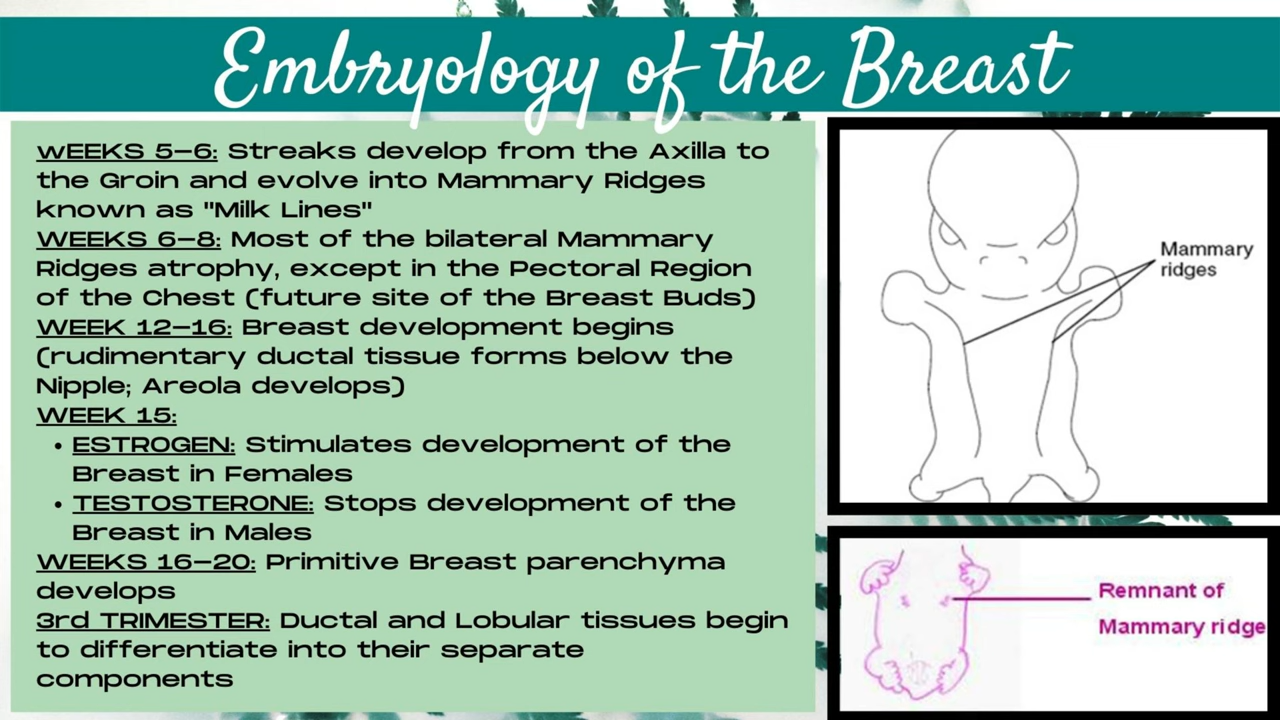 Embryology of the Breast
wEEKS 5-6: Streaks develop from the Axilla to
the Groin and evolve into Mammary Ridges
known as "Milk Lines"
WEEKS 6-8: Most of the bilateral Mammary
Ridges atrophy, except in the Pectoral Region
of the Chest (future site of the Breast Buds)
WEEK 12-16: Breast development begins
(rudimentary ductal tissue forms below the
Nipple; Areola develops)
WEEK 15:
• ESTROGEN: Stimulates development of the
Breast in Females
• TESTOSTERONE: Stops development of the
Breast in Males
WEEKS 16-20: Primitive Breast parenchyma
develops
3rd TRIMESTER: Ductal and Lobular tissues begin
to differentiate into their separate
components
Mammary
ridges
Remnant of
Mammary ridge